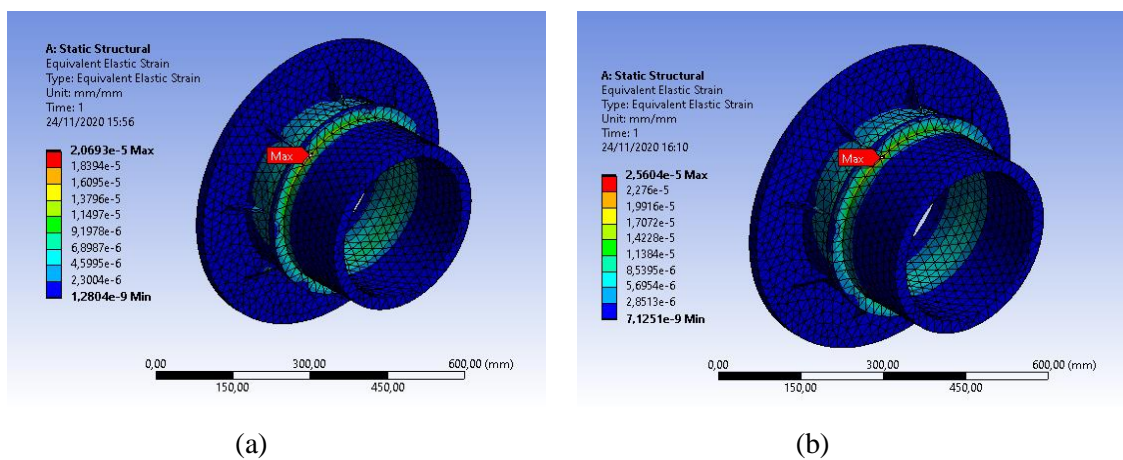 A: Static Structural
Equivalent Elastic Strain
Type: Equivalent Elastic Strain
Unit: mm/mm
Time: 1
24/11/2020 15:56
2,0693e-5 Max
1,8394e-5
1,6095e-5
1,3796e-5
1,1497e-5
9,1978e-6
6,8987e-6
4,5995e-6
2,3004e-6
1,2804e-9 Min
Max
0,00 300,00 600,00 (mm)
150,00 450,00
(a)
A: Static Structural
Equivalent Elastic Strain
Type: Equivalent Elastic Strain
Unit: mm/mm
Time: 1
24/11/2020 16:10
2,5604e-5 Max
2,276e-5
1,9916e-5
1,7072e-5
1,4228e-5
1,1384e-5
8,5395e-6
5,6954e-6
2,8513e-6
7,1251e-9 Min
Max
0,00 300,00 600,00 (mm)
150,00 450,00
(b)